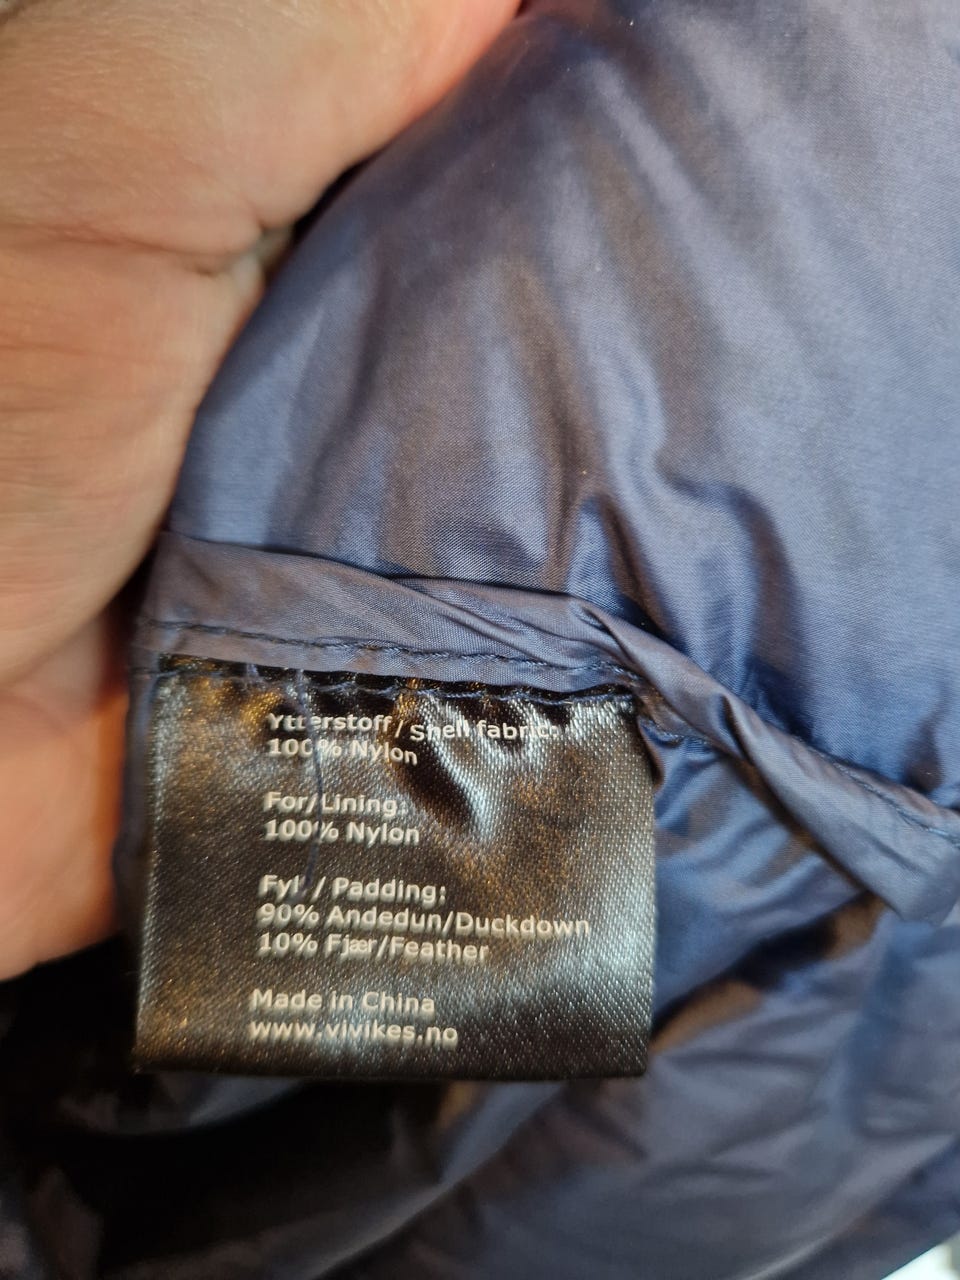 Ytterstoff / Shell fabric:
100% Nylon
For/Lining:
100% Nylon
Fyll / Padding:
90% Andedun/Duckdown
10% Fjær/Feather
Made in China
www.vivikes.no